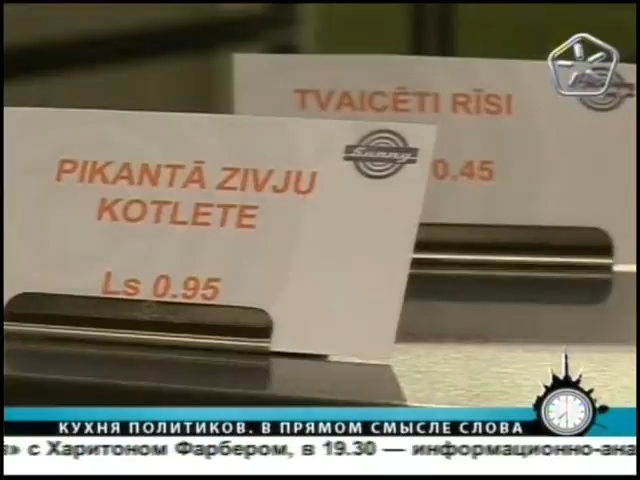 TVAICĒTI RĪSI
0.45
Sunny
PIKANTĀ ZIVJU
KOTLETE
Ls 0.95
КУХНЯ ПОЛИТИКОВ. В ПРЯМОМ СМЫСЛЕ СЛОВА
» с Харитоном Фарбером, в 19.30 — информационно-ана